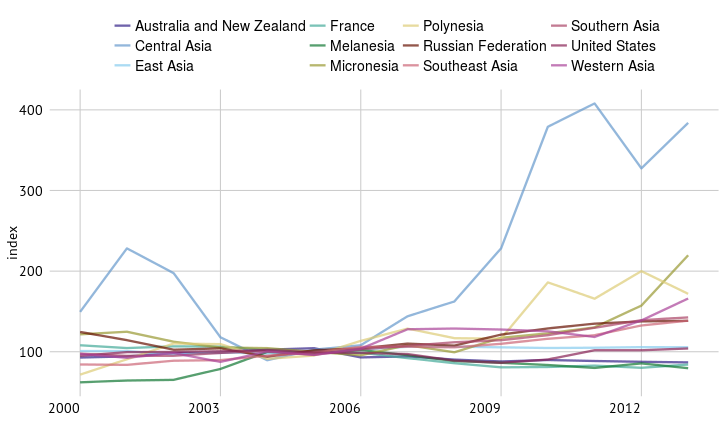 Australia and New Zealand France Polynesia Southern Asia
Central Asia Melanesia Russian Federation United States
East Asia Micronesia Southeast Asia Western Asia
400
300
200
100
index
2000 2003 2006 2009 2012